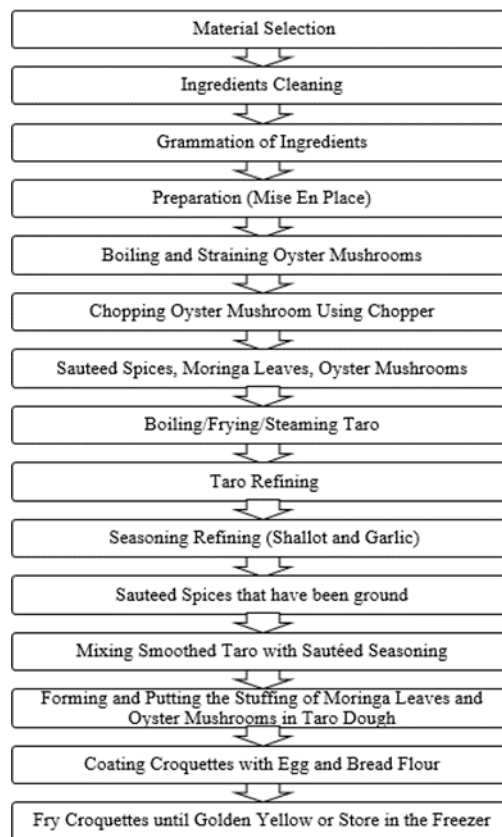 Material Selection
Ingredients Cleaning
Grammation of Ingredients
Preparation (Mise En Place)
Boiling and Straining Oyster Mushrooms
Chopping Oyster Mushroom Using Chopper
Sauteed Spices, Moringa Leaves, Oyster Mushrooms
Boiling/Frying/Steaming Taro
Taro Refining
Seasoning Refining (Shallot and Garlic)
Sauteed Spices that have been ground
Mixing Smoothed Taro with Sautéed Seasoning
Forming and Putting the Stuffing of Moringa Leaves and
Oyster Mushrooms in Taro Dough
Coating Croquettes with Egg and Bread Flour
Fry Croquettes until Golden Yellow or Store in the Freezer